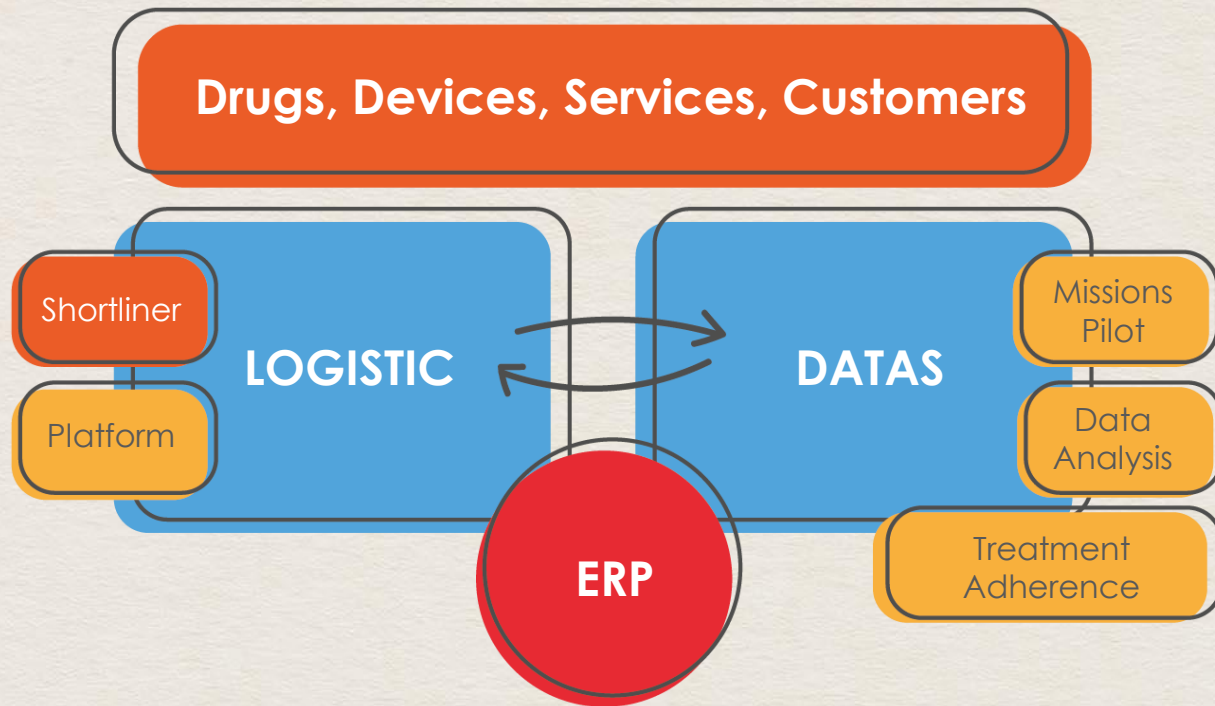 Drugs, Devices, Services, Customers
Shortliner
Platform
LOGISTIC
DATAS
Missions
Pilot
Data
Analysis
Treatment
Adherence
ERP